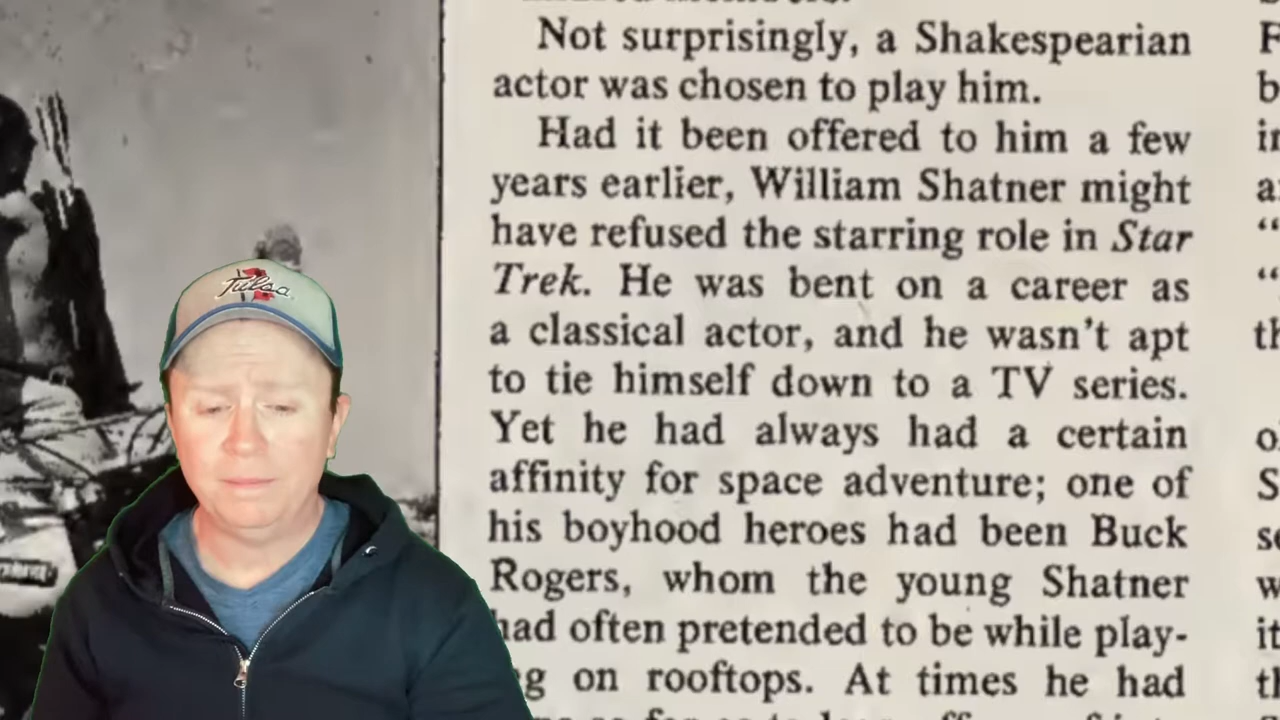 Tulsa
Not surprisingly, a Shakespearian
actor was chosen to play him.
Had it been offered to him a few
years earlier, William Shatner might
have refused the starring role in Star
Trek. He was bent on a career as
a classical actor, and he wasn't apt
to tie himself down to a TV series.
Yet he had always had a certain
affinity for space adventure; one of
his boyhood heroes had been Buck
Rogers, whom the young Shatner
had often pretended to be while play-
on rooftops. At times he had